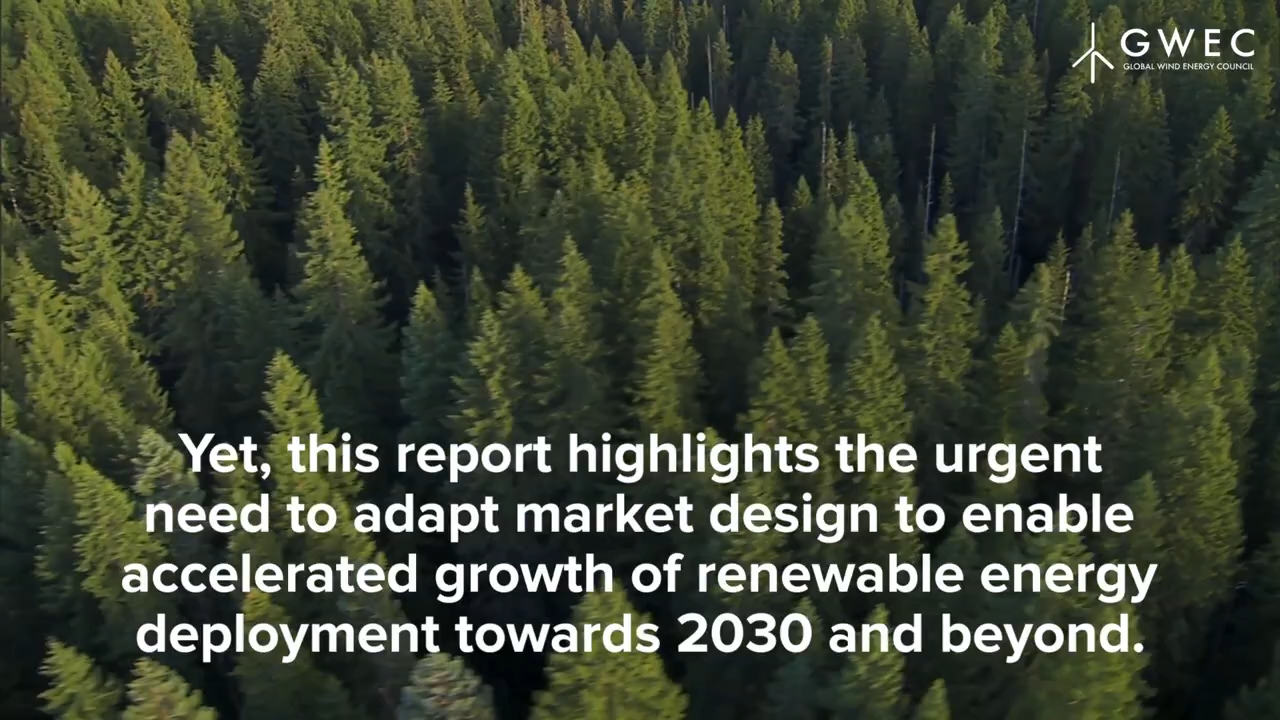 GWEC
GLOBAL WIND ENERGY COUNCIL
Yet, this report highlights the urgent
need to adapt market design to enable
accelerated growth of renewable energy
deployment towards 2030 and beyond.